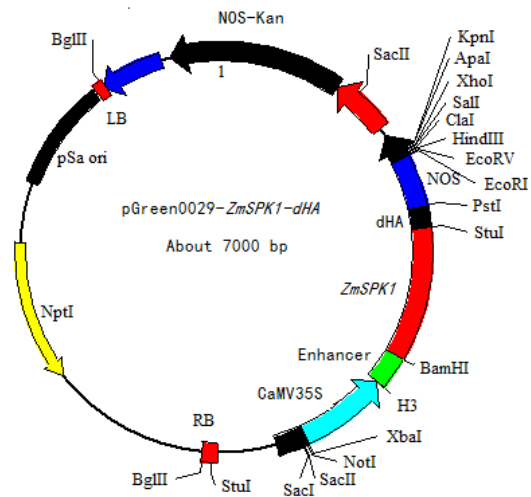 NOS-Kan
1
SacII
KpnI
ApaI
XhoI
SalI
ClaI
HindIII
EcoRV
EcoRI
NOS
PstI
dHA
StuI
ZmSPK1
BamHI
Enhancer
H3
CaMV35S
XbaI
NotI
SacII
SacI
RB
StuI
BglII
NptI
pSa ori
LB
BglII
pGreen0029-ZmSPK1-dHA
About 7000 bp